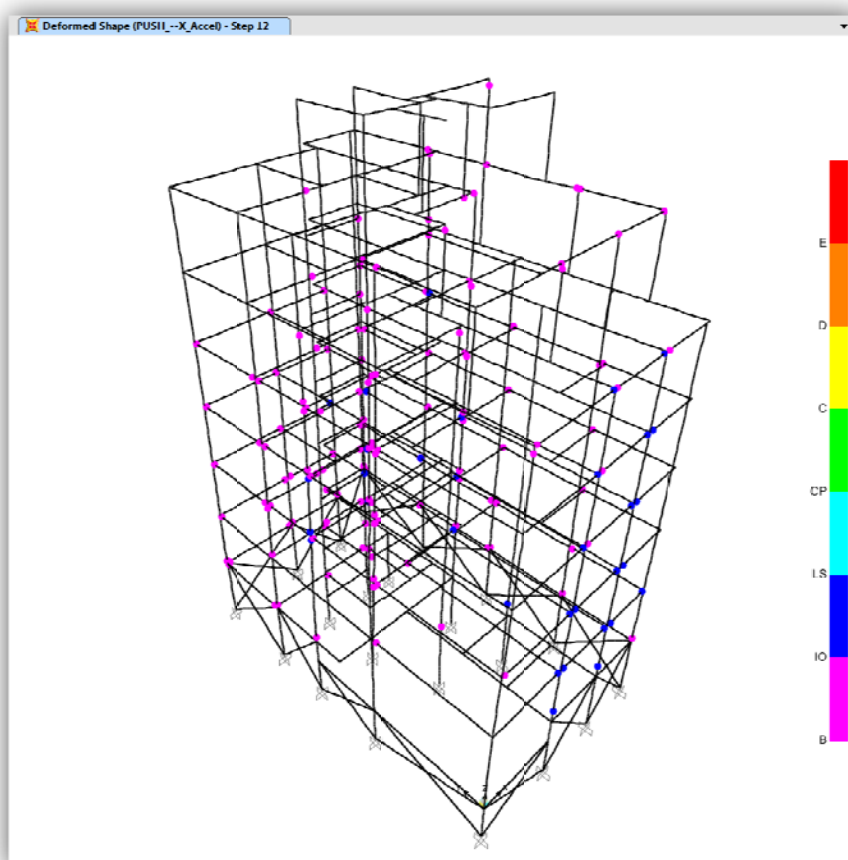 Deformed Shape (PUSH_--X_Accel) - Step 12
E
D
C
CP
LS
IO
B
Z